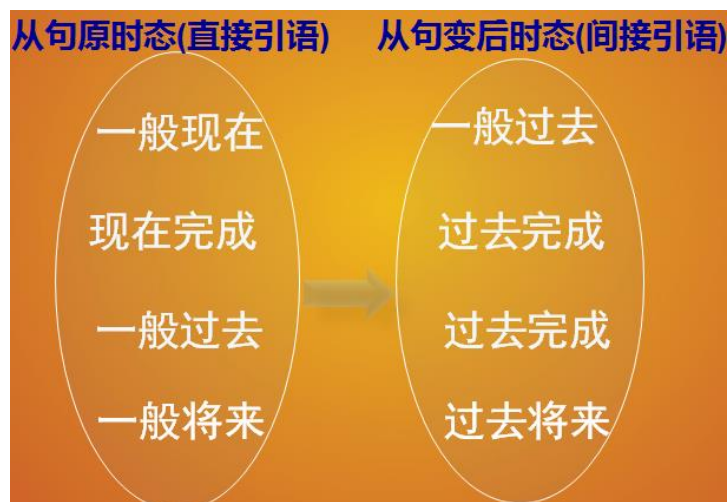 从句原时态(直接引语) 从句变后时态(间接引语)
一般现在 一般过去
现在完成 过去完成
一般过去 过去完成
一般将来 过去将来